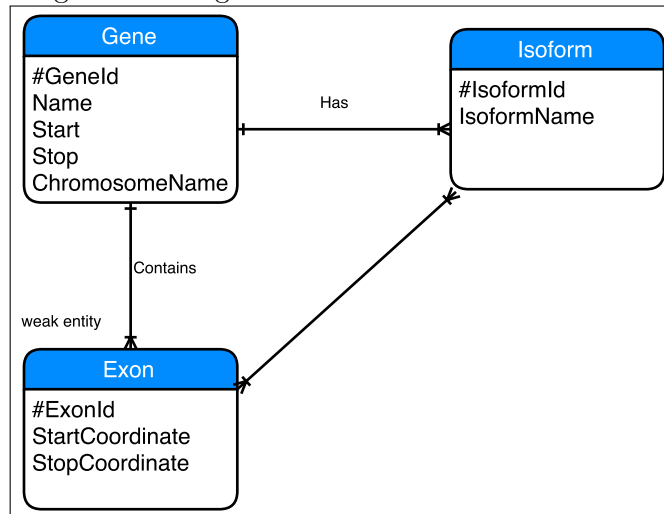 Gene
#GeneId
Name
Start
Stop
ChromosomeName
Has
Isoform
#IsoformId
IsoformName
Contains
weak entity
Exon
#ExonId
StartCoordinate
StopCoordinate